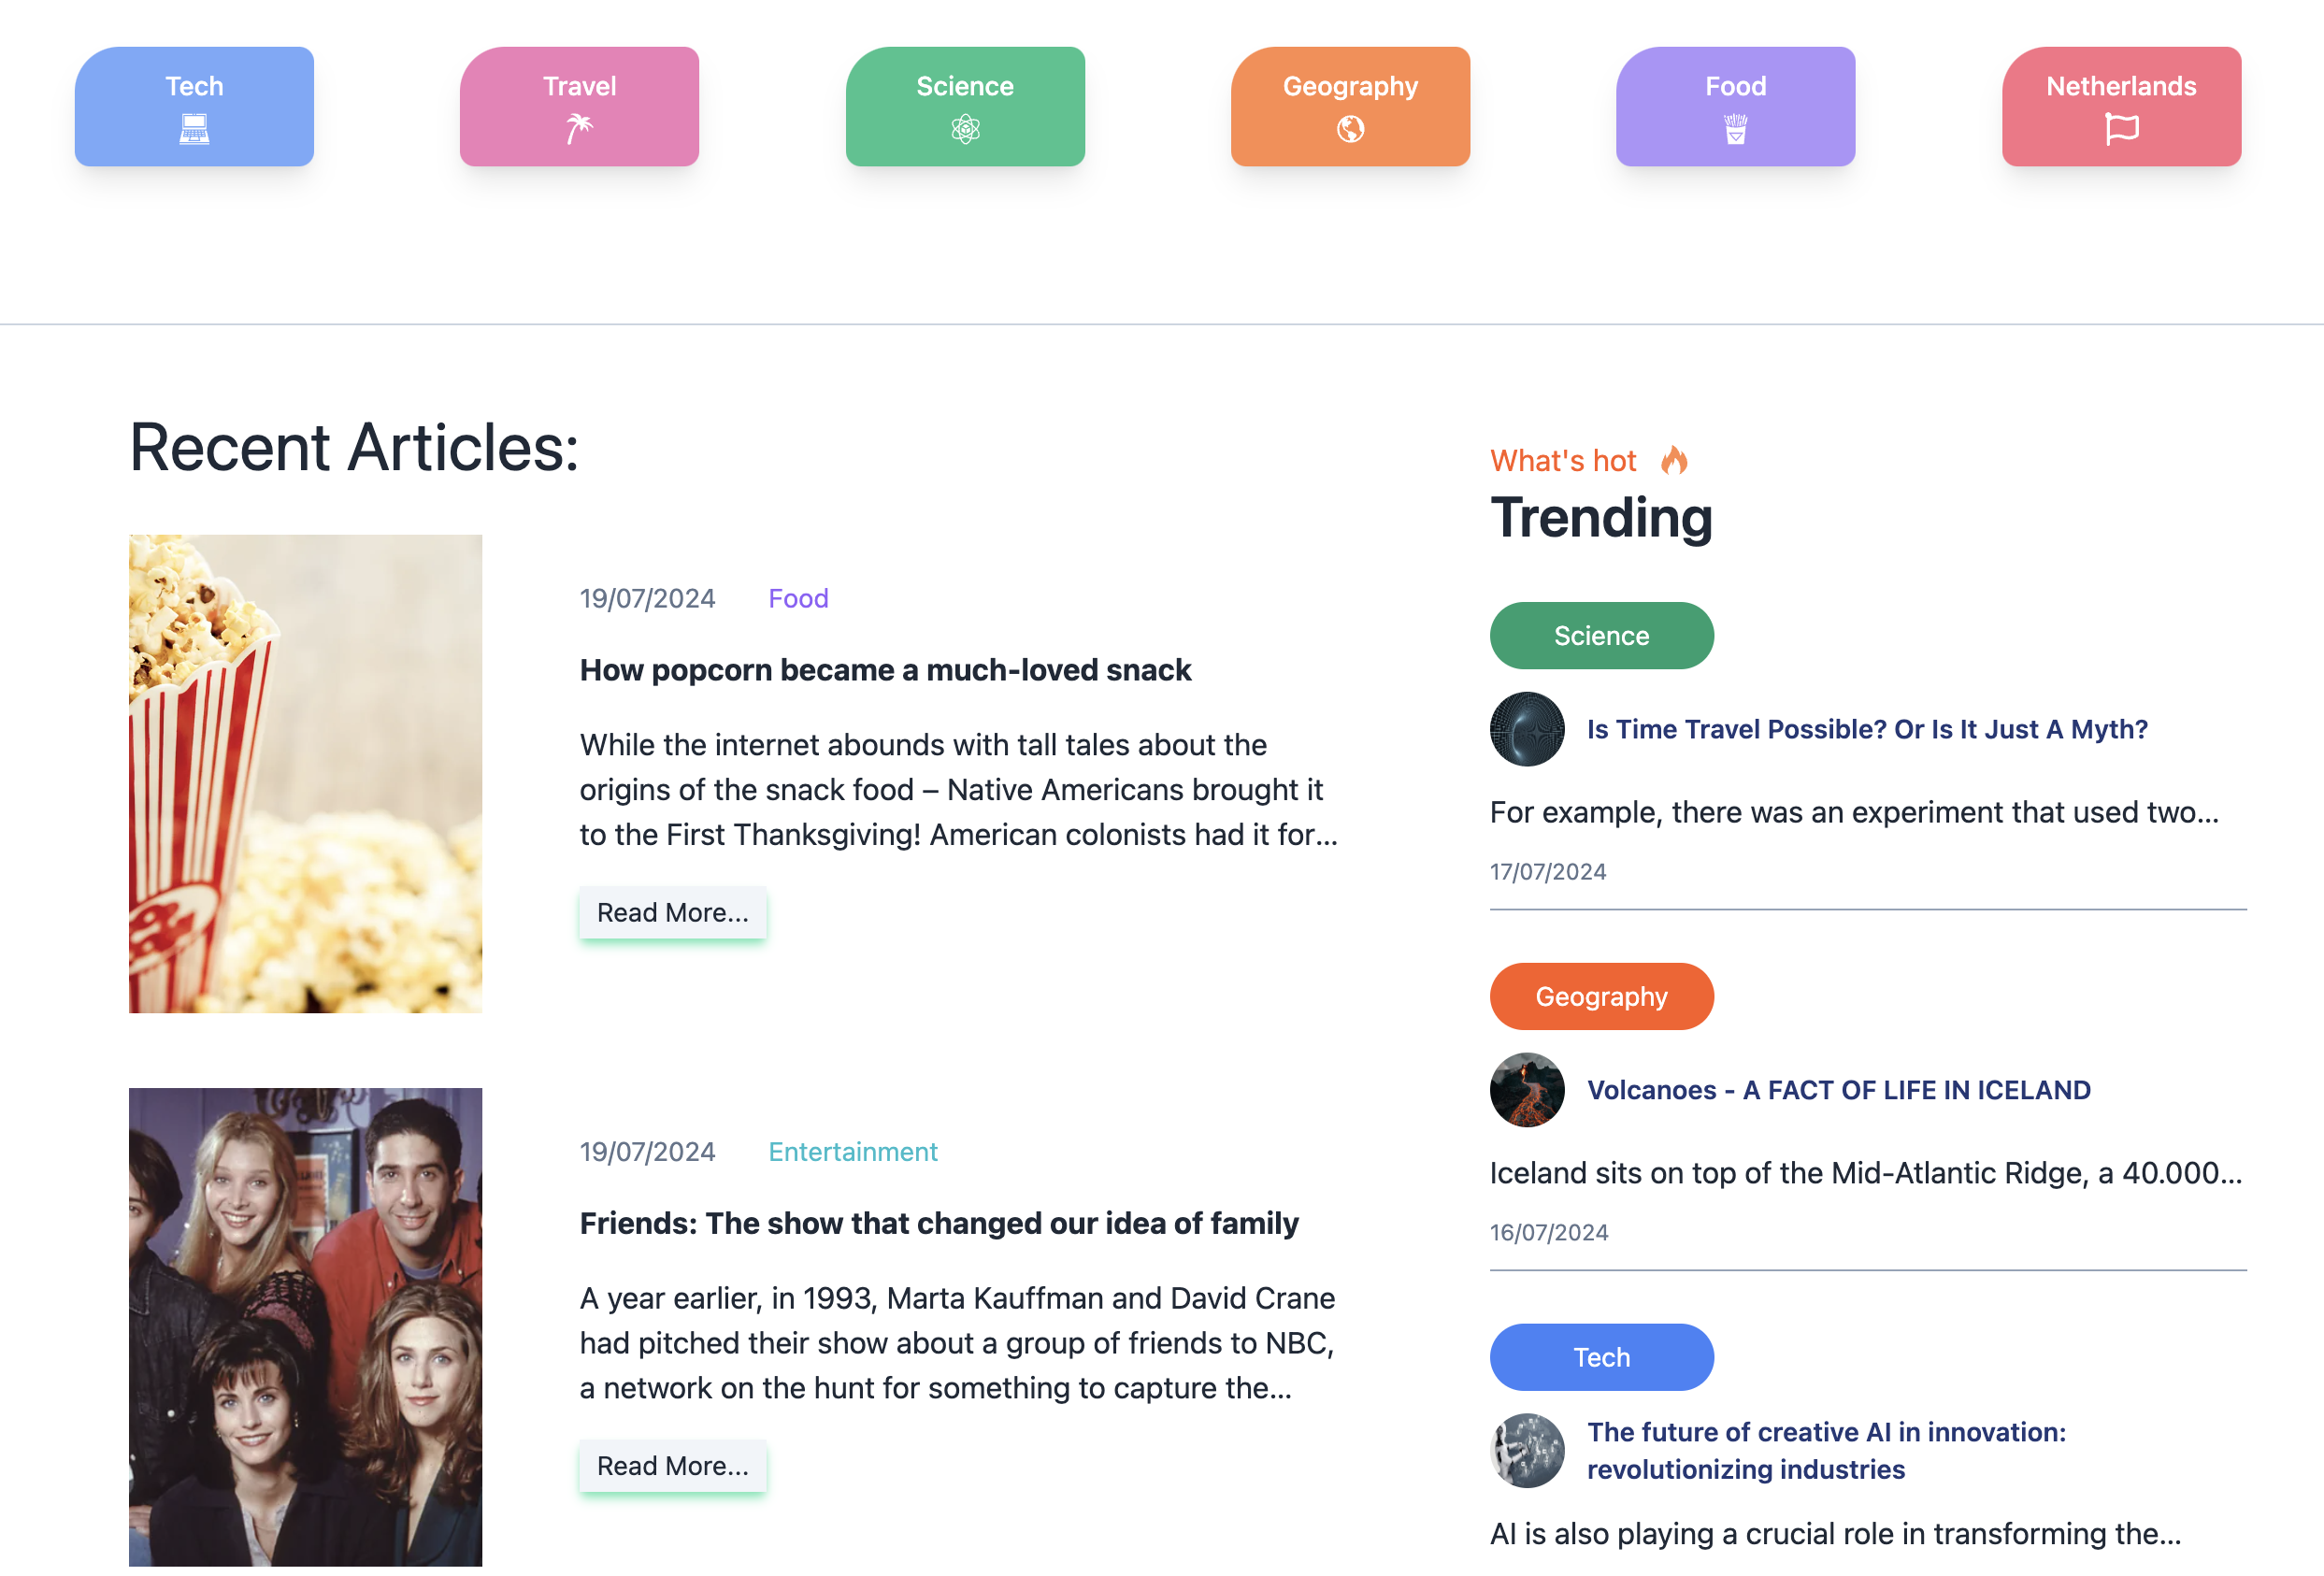 Tech
Travel
Science
Geography
Food
Netherlands
Recent Articles:
19/07/2024 Food
How popcorn became a much-loved snack
While the internet abounds with tall tales about the
origins of the snack food – Native Americans brought it
to the First Thanksgiving! American colonists had it for...
Read More...
19/07/2024 Entertainment
Friends: The show that changed our idea of family
A year earlier, in 1993, Marta Kauffman and David Crane
had pitched their show about a group of friends to NBC,
a network on the hunt for something to capture the...
Read More...
What's hot
Trending
Science
Is Time Travel Possible? Or Is It Just A Myth?
For example, there was an experiment that used two...
17/07/2024
Geography
Volcanoes - A FACT OF LIFE IN ICELAND
Iceland sits on top of the Mid-Atlantic Ridge, a 40.000...
16/07/2024
Tech
The future of creative AI in innovation:
revolutionizing industries
AI is also playing a crucial role in transforming the...